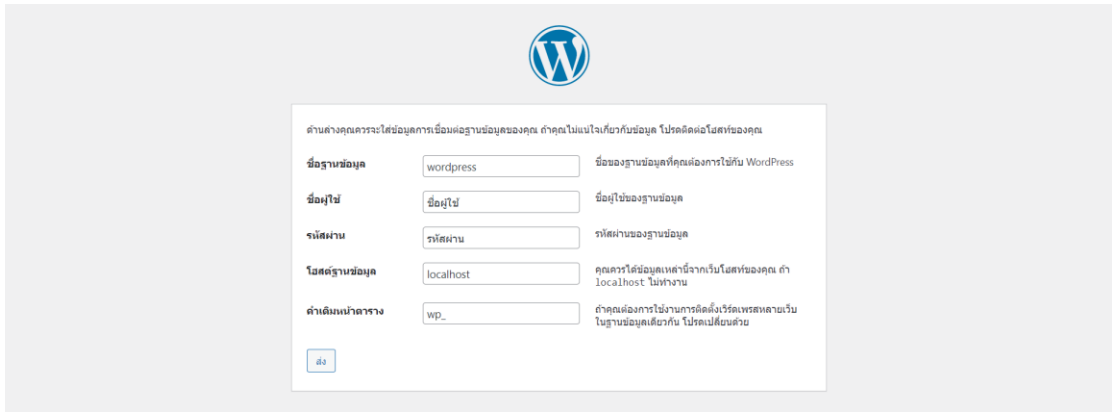 ด้านล่างคุณควรจะใส่ข้อมูลการเชื่อมต่อฐานข้อมูลของคุณ ถ้าคุณไม่แน่ใจเกี่ยวกับข้อมูล โปรดติดต่อโฮสท์ของคุณ
ชื่อฐานข้อมูล wordpress ชื่อของฐานข้อมูลที่คุณต้องการใช้กับ WordPress
ชื่อผู้ใช้ ชื่อผู้ใช้ ชื่อผู้ใช้ของฐานข้อมูล
รหัสผ่าน รหัสผ่าน รหัสผ่านของฐานข้อมูล
โฮสต์ฐานข้อมูล localhost คุณควรได้ข้อมูลเหล่านี้จากเว็บโฮสท์ของคุณ ถ้า
localhost ไม่ทำงาน
คำเติมหน้าตาราง wp_ ถ้าคุณต้องการใช้งานการติดตั้งเวิร์ดเพรสหลายเว็บ
ในฐานข้อมูลเดียวกัน โปรดเปลี่ยนด้วย
ส่ง